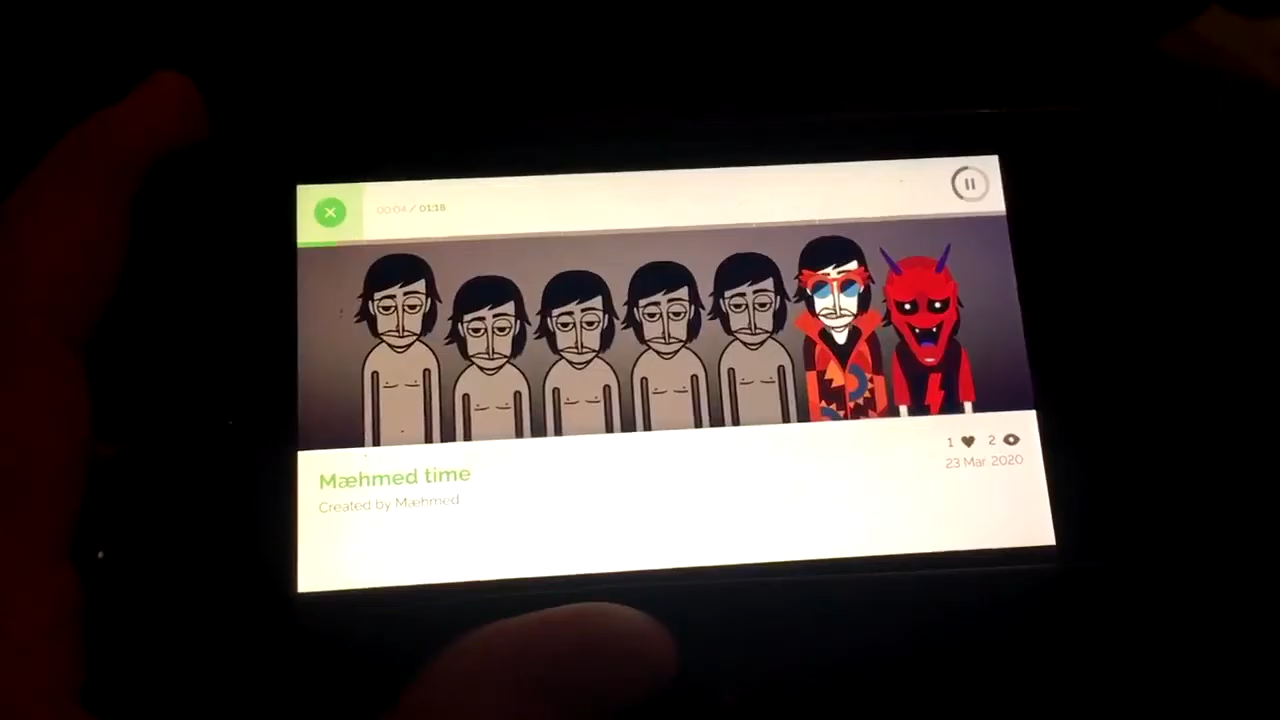 00:04 / 01:18
Mæhmed time
Created by Mæhmed
1 2
23 Mar. 2020